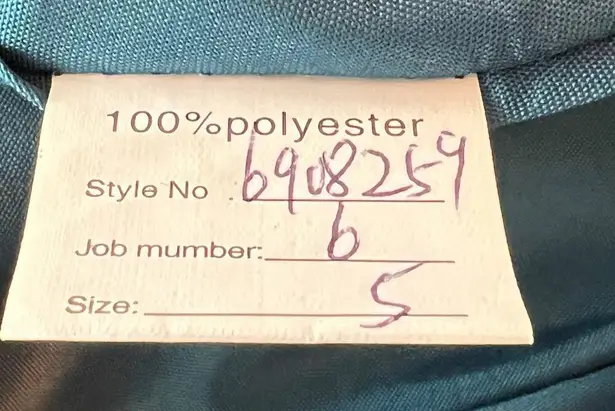 100%polyester
Style No. 6908259
Job mumber: 6
Size: 5